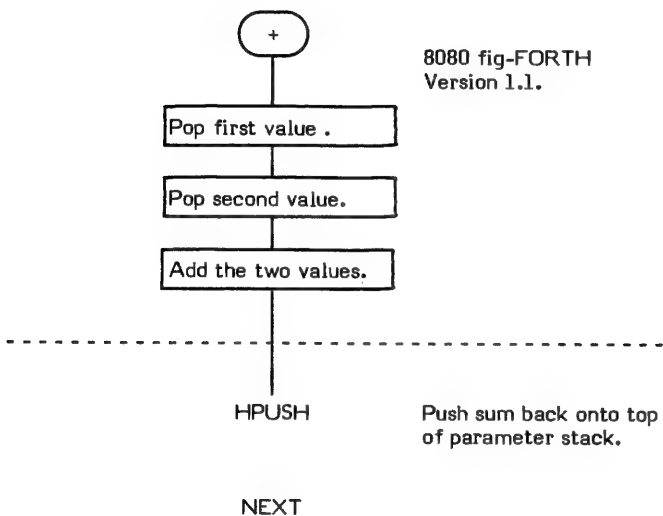 +
8080 fig-FORTH
Version 1.1.
Pop first value .
Pop second value.
Add the two values.
HPUSH
Push sum back onto top
of parameter stack.
NEXT